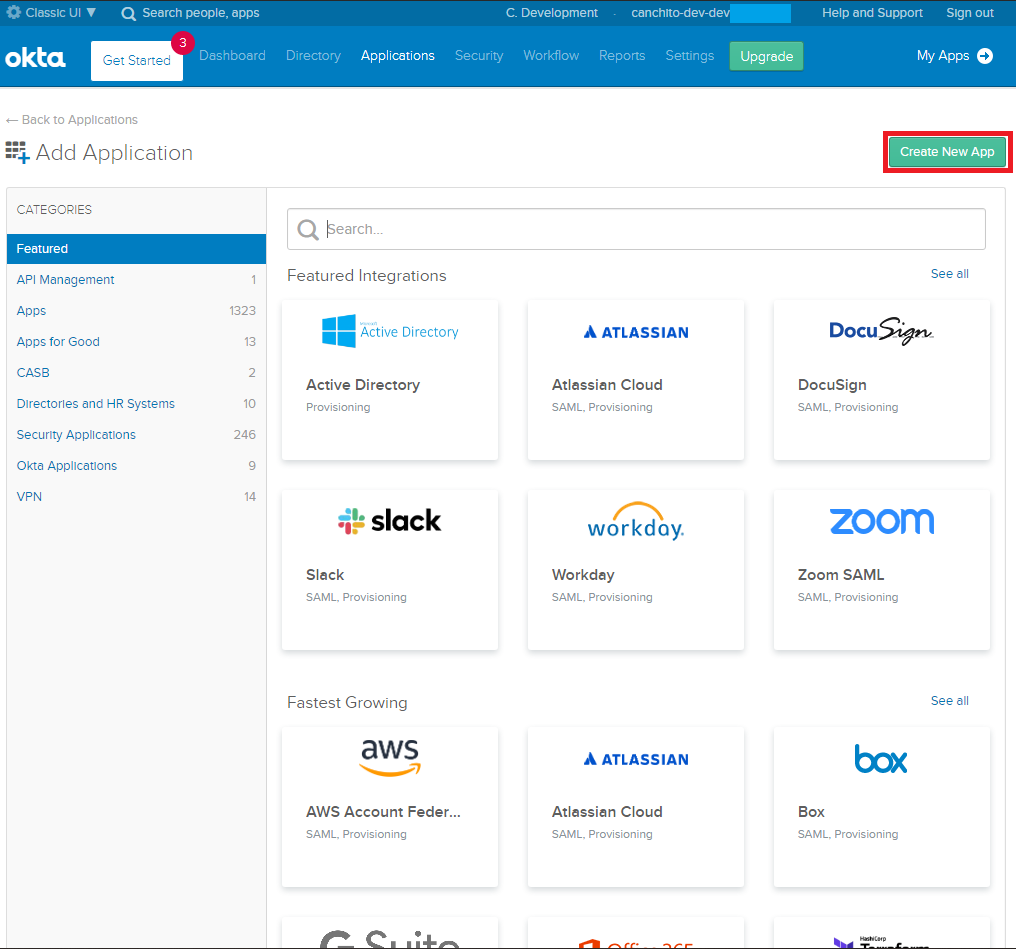 Classic UI ▼ Search people, apps C. Development · canchito-dev-dev Help and Support Sign out
okta Get Started 3 Dashboard Directory Applications Security Workflow Reports Settings Upgrade My Apps
← Back to Applications
Add Application Create New App
CATEGORIES
Featured
API Management 1
Apps 1323
Apps for Good 13
CASB 2
Directories and HR Systems 10
Security Applications 246
Okta Applications 9
VPN 14
Search...
Featured Integrations See all
Microsoft
Active Directory
Active Directory
Provisioning
ATLASSIAN
Atlassian Cloud
SAML, Provisioning
DocuSign
DocuSign
SAML, Provisioning
slack
Slack
SAML, Provisioning
workday.
Workday
SAML, Provisioning
zoom
Zoom SAML
SAML, Provisioning
Fastest Growing See all
aws
AWS Account Feder...
SAML, Provisioning
ATLASSIAN
Atlassian Cloud
SAML, Provisioning
box
Box
SAML, Provisioning
G Suite
Office 365
HashiCorp
Terraform